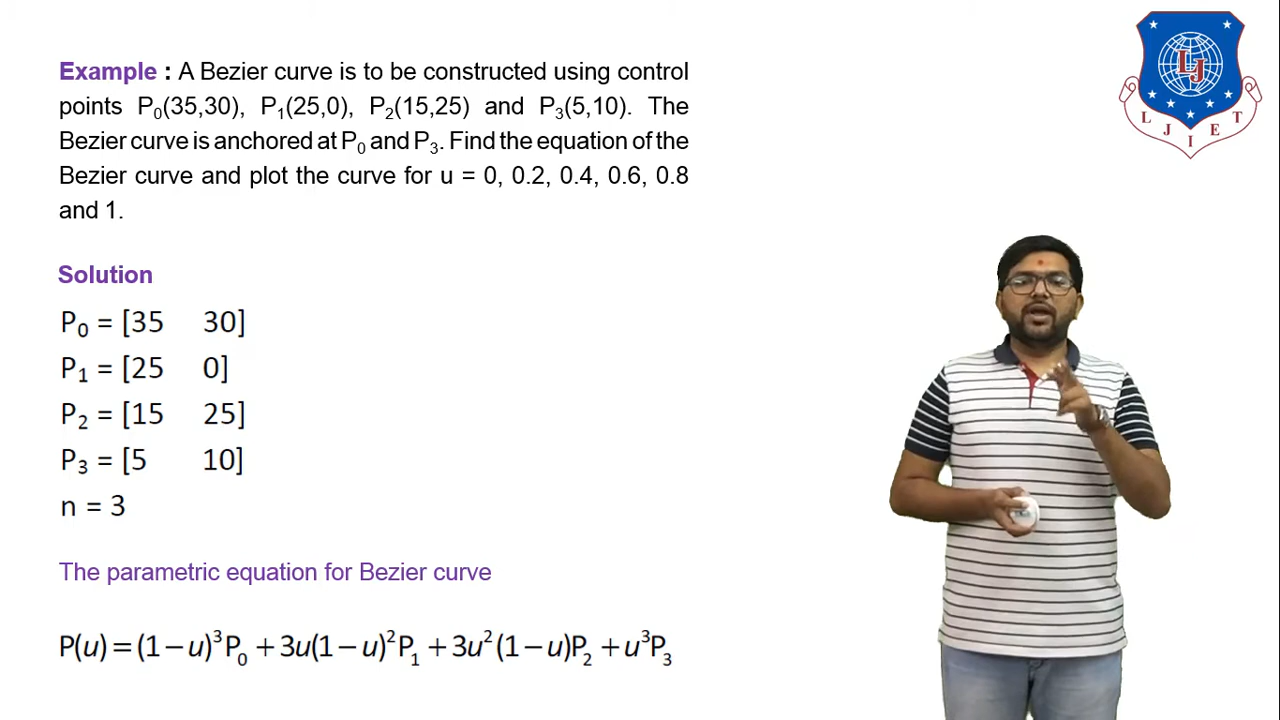 Example : A Bezier curve is to be constructed using control
points P₀(35,30), P₁(25,0), P₂(15,25) and P₃(5,10). The
Bezier curve is anchored at P₀ and P₃. Find the equation of the
Bezier curve and plot the curve for u = 0, 0.2, 0.4, 0.6, 0.8
and 1.
Solution
P₀ = [35 30]
P₁ = [25 0]
P₂ = [15 25]
P₃ = [5 10]
n = 3
The parametric equation for Bezier curve
P(u) = (1 − u)³P₀ + 3u(1 − u)²P₁ + 3u²(1 − u)P₂ + u³P₃
LJ
L J I E T